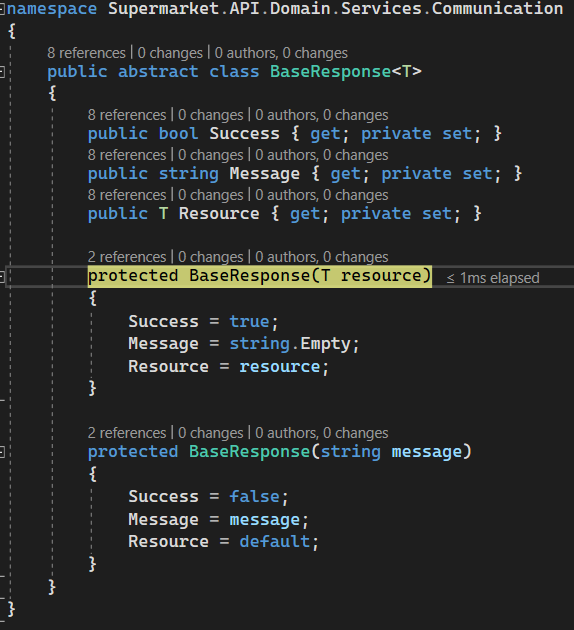 namespace Supermarket.API.Domain.Services.Communication
{
8 references | 0 changes | 0 authors, 0 changes
public abstract class BaseResponse<T>
{
8 references | 0 changes | 0 authors, 0 changes
public bool Success { get; private set; }
8 references | 0 changes | 0 authors, 0 changes
public string Message { get; private set; }
8 references | 0 changes | 0 authors, 0 changes
public T Resource { get; private set; }
2 references | 0 changes | 0 authors, 0 changes
protected BaseResponse(T resource) ≤ 1ms elapsed
{
Success = true;
Message = string.Empty;
Resource = resource;
}
2 references | 0 changes | 0 authors, 0 changes
protected BaseResponse(string message)
{
Success = false;
Message = message;
Resource = default;
}
}
}